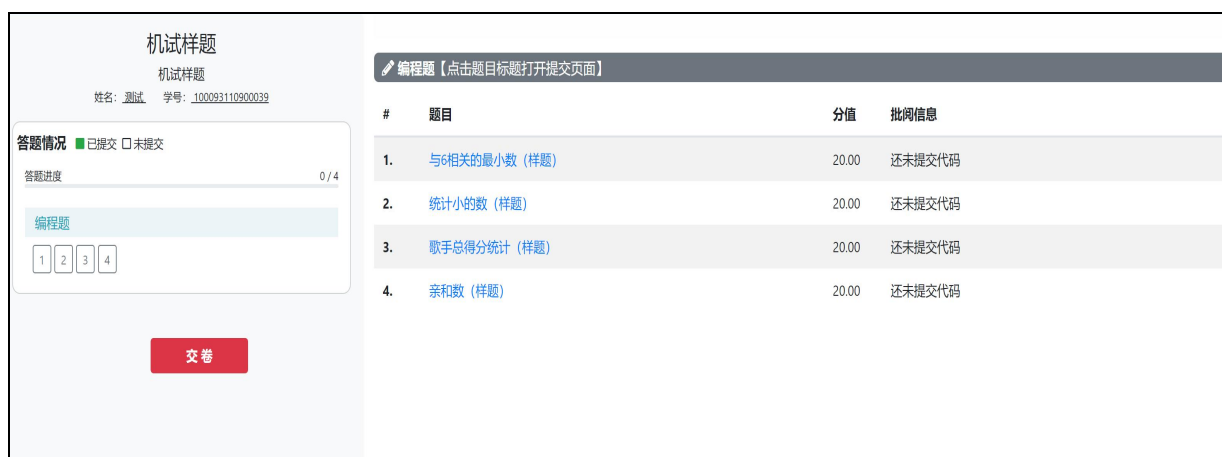 机试样题
机试样题
姓名: 测试 学号: 100093110900039
答题情况 已提交 未提交
答题进度 0 / 4
编程题
1 2 3 4
交 卷
编程题【点击题目标题打开提交页面】
# 题目 分值 批阅信息
1. 与6相关的最小数（样题） 20.00 还未提交代码
2. 统计小的数（样题） 20.00 还未提交代码
3. 歌手总得分统计（样题） 20.00 还未提交代码
4. 亲和数（样题） 20.00 还未提交代码